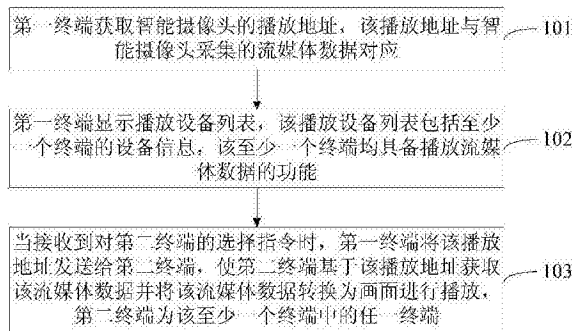 第一终端获取智能摄像头的播放地址，该播放地址与智
能摄像头采集的流媒体数据对应
101
第一终端显示播放设备列表，该播放设备列表包括至少
一个终端的设备信息，该至少一个终端均具备播放流媒
体数据的功能
102
当接收到对第二终端的选择指令时，第一终端将该播放
地址发送给第二终端，使第二终端基于该播放地址获取
该流媒体数据并将该流媒体数据转换为画面进行播放，
第二终端为该至少一个终端中的任一终端
103